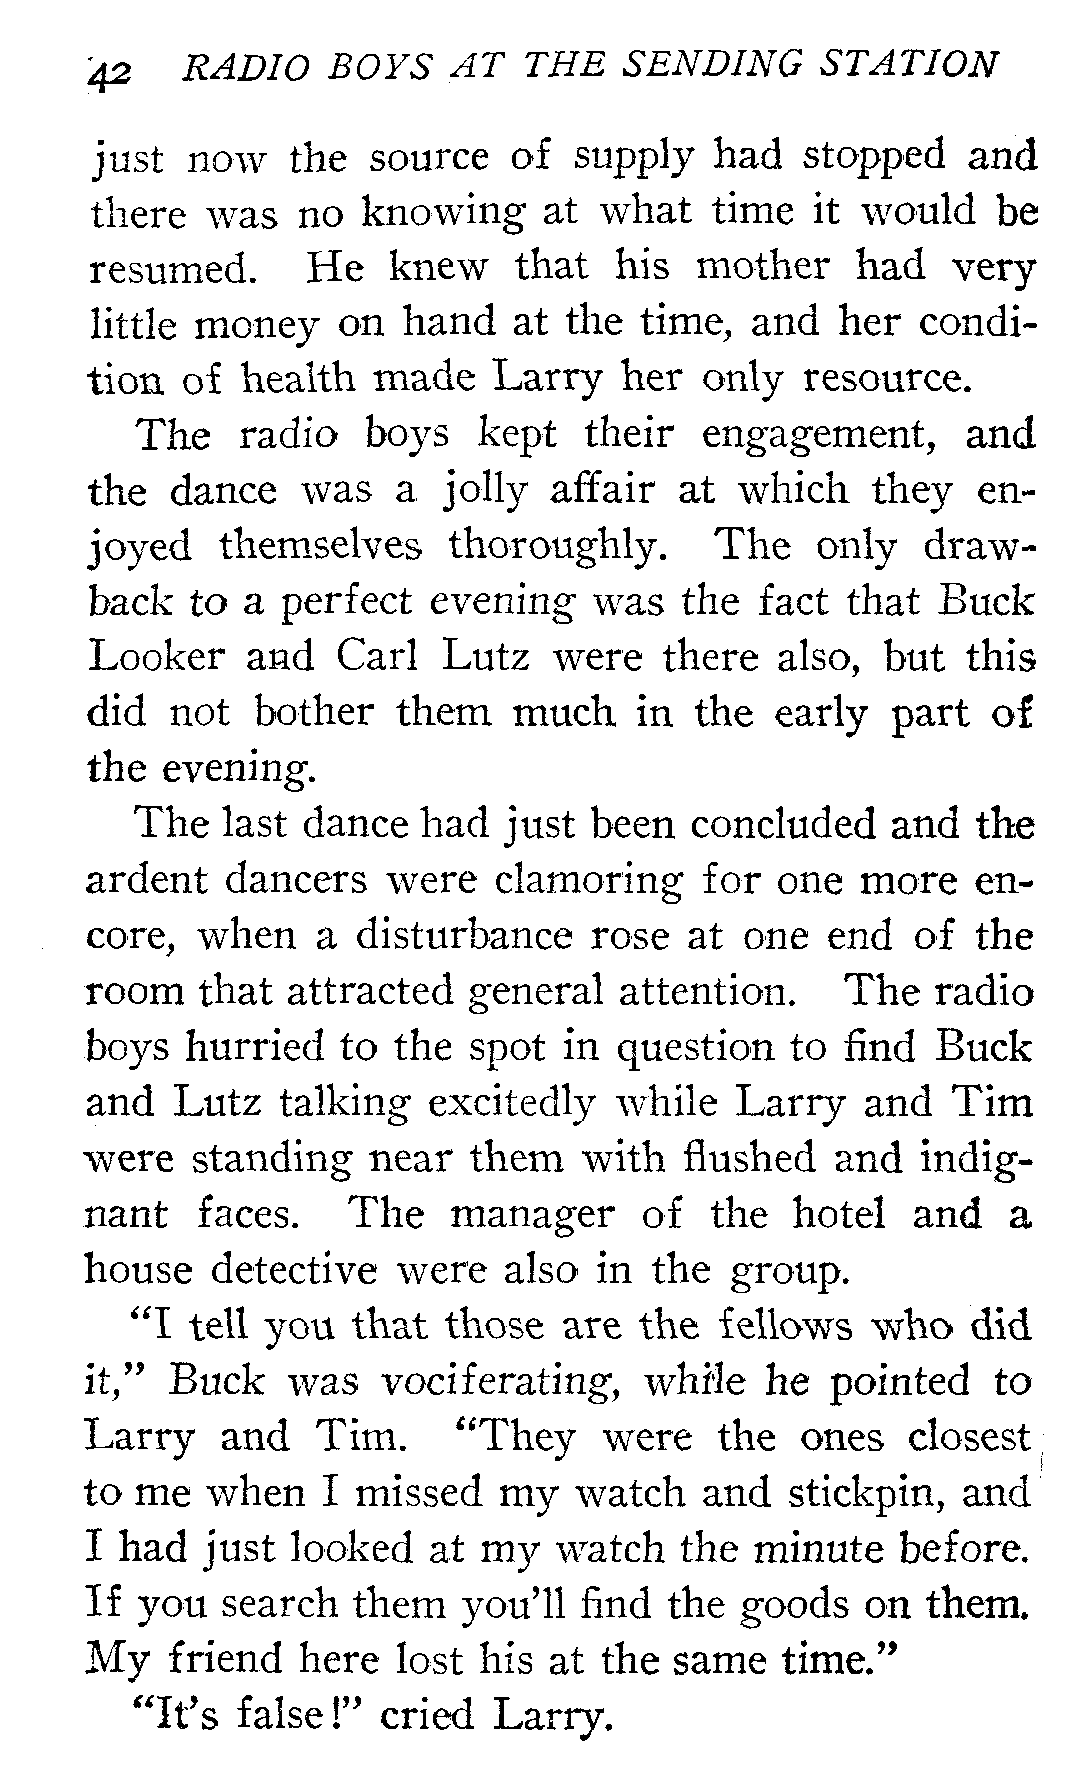 42 RADIO BOYS AT THE SENDING STATION
just now the source of supply had stopped and
there was no knowing at what time it would be
resumed. He knew that his mother had very
little money on hand at the time, and her condi-
tion of health made Larry her only resource.
The radio boys kept their engagement, and
the dance was a jolly affair at which they en-
joyed themselves thoroughly. The only draw-
back to a perfect evening was the fact that Buck
Looker and Carl Lutz were there also, but this
did not bother them much in the early part of
the evening.
The last dance had just been concluded and the
ardent dancers were clamoring for one more en-
core, when a disturbance rose at one end of the
room that attracted general attention. The radio
boys hurried to the spot in question to find Buck
and Lutz talking excitedly while Larry and Tim
were standing near them with flushed and indig-
nant faces. The manager of the hotel and a
house detective were also in the group.
“I tell you that those are the fellows who did
it,” Buck was vociferating, while he pointed to
Larry and Tim. “They were the ones closest
to me when I missed my watch and stickpin, and
I had just looked at my watch the minute before.
If you search them you’ll find the goods on them.
My friend here lost his at the same time.”
“It’s false!” cried Larry.